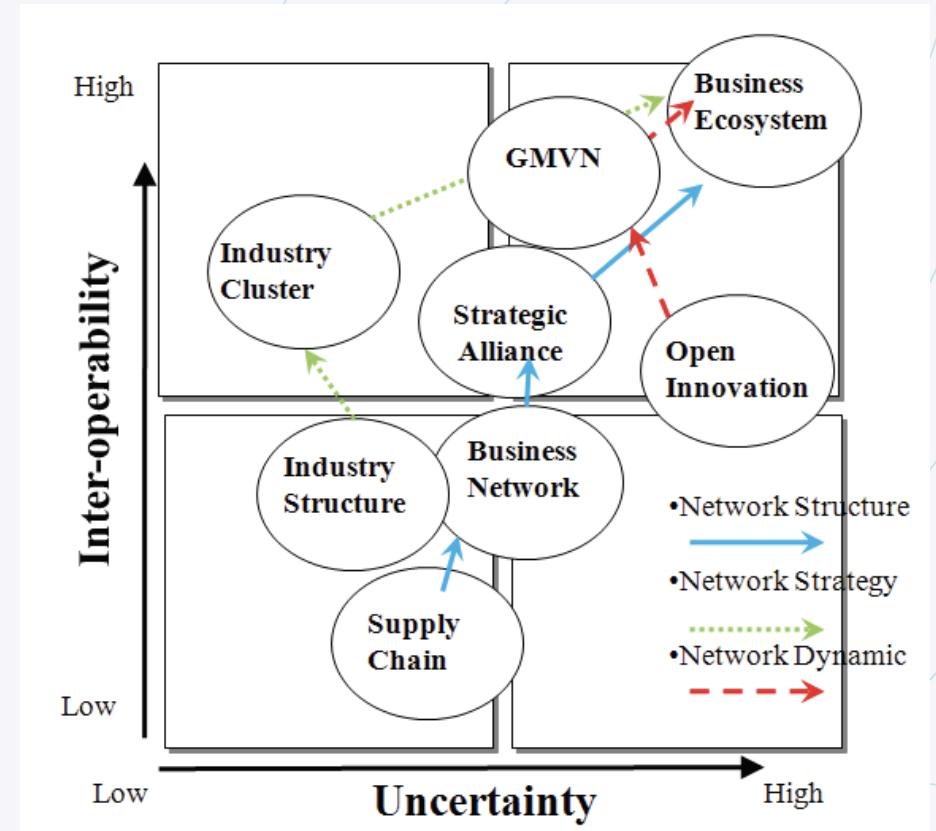 High
Business
Ecosystem
GMVN
Industry
Cluster
Strategic
Alliance
Open
Innovation
Inter-operability
Industry
Structure
Business
Network
•Network Structure
•Network Strategy
Supply
Chain
•Network Dynamic
Low
Low
Uncertainty
High